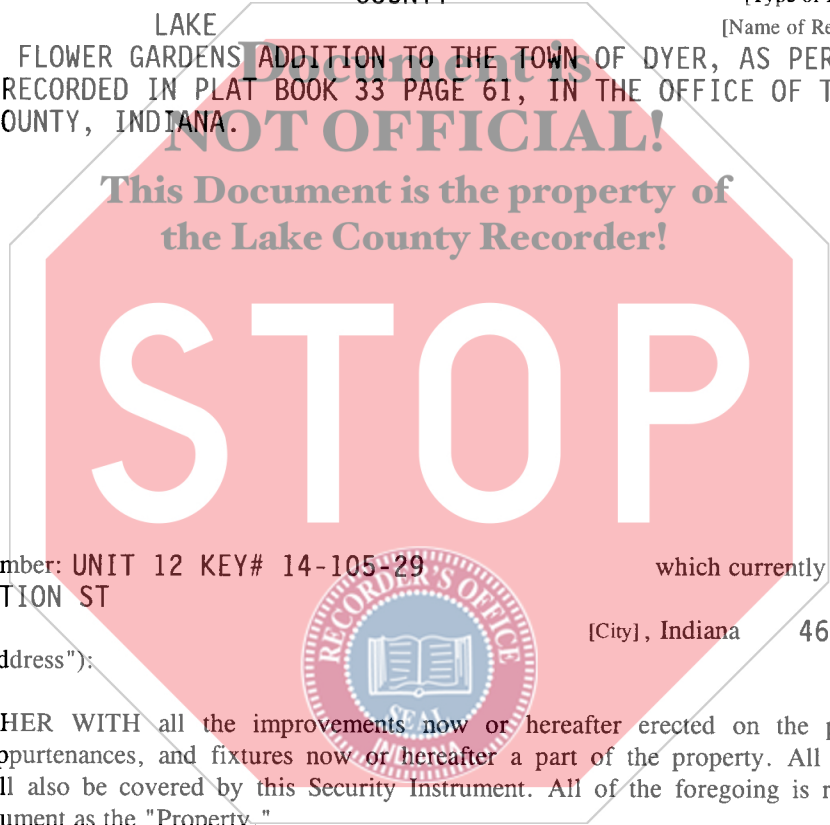 COUNTY
LAKE [Name of Re
FLOWER GARDENS ADDITION TO THE TOWN OF DYER, AS PER
Document is
RECORDED IN PLAT BOOK 33 PAGE 61, IN THE OFFICE OF T
OUNTY, INDIANA.
NOT OFFICIAL!
This Document is the property of
the Lake County Recorder!
STOP
mber: UNIT 12 KEY# 14-105-29 which currently
TION ST
[City], Indiana 46
ddress"):
RECORDER'S OFFICE
SEAL
INDIANA
HER WITH all the improvements now or hereafter erected on the p
ppurtenances, and fixtures now or hereafter a part of the property. All
ll also be covered by this Security Instrument. All of the foregoing is r
ument as the "Property."